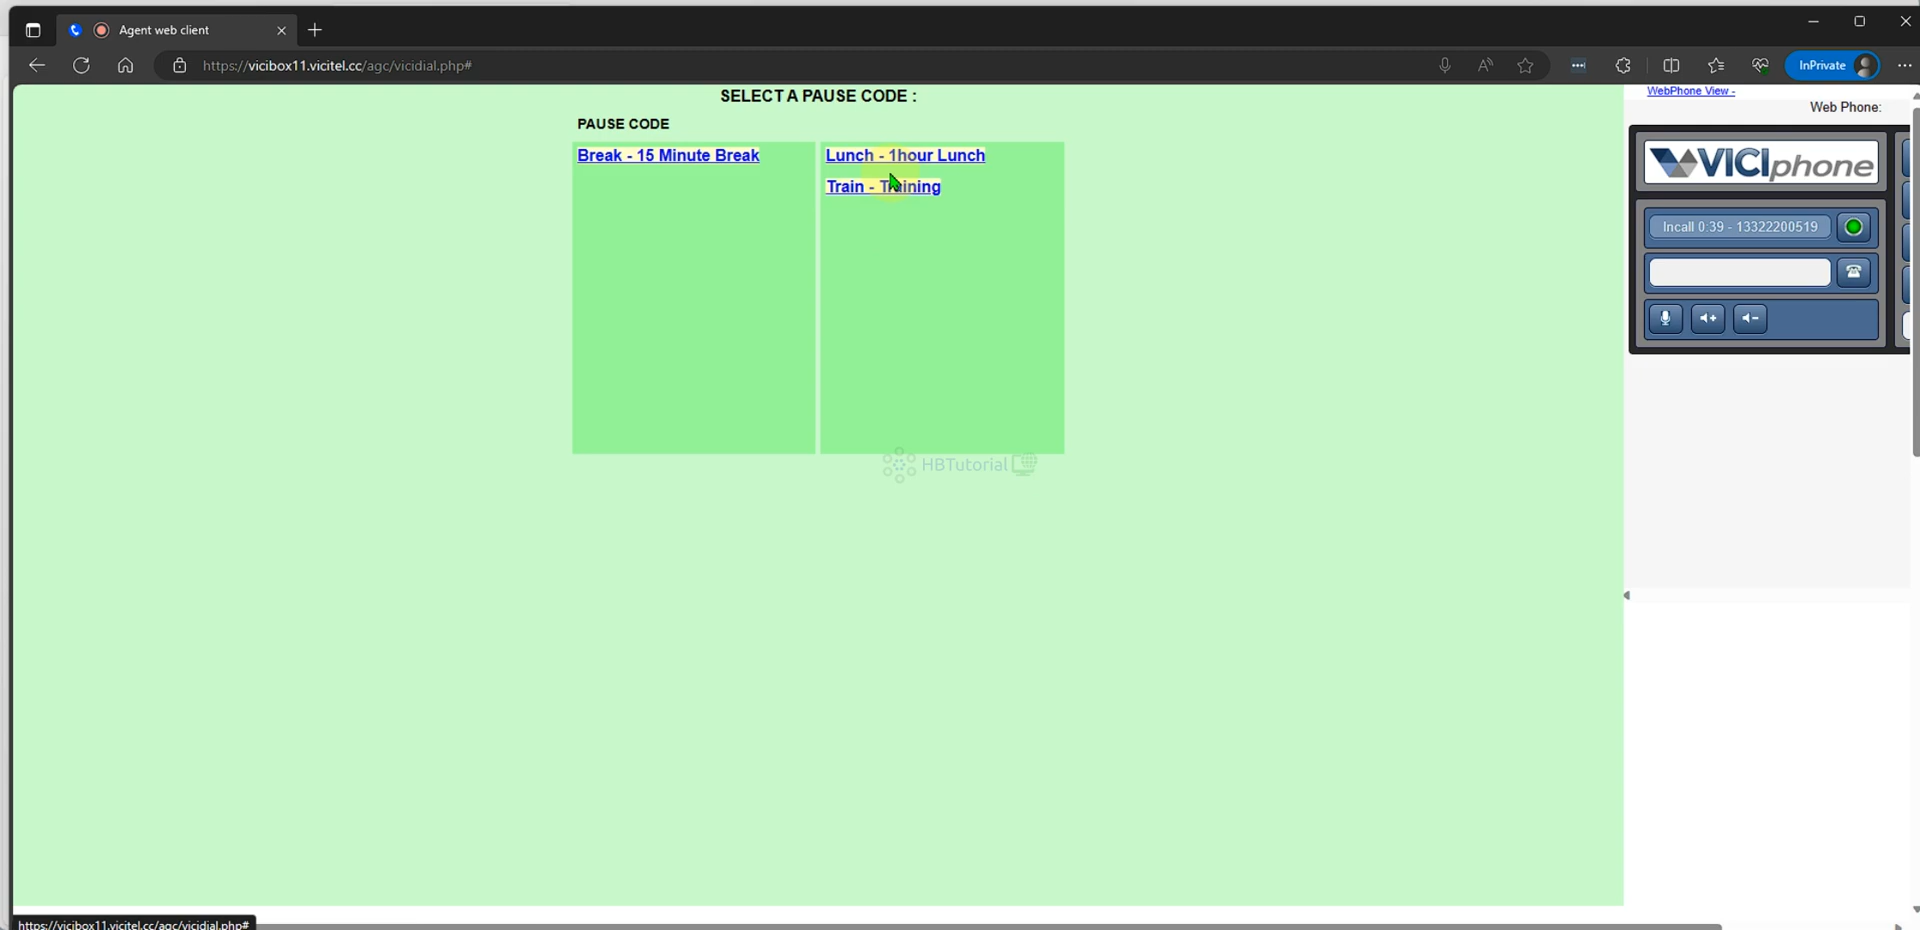 Agent web client
https://vicibox11.vicitel.cc/agc/vicidial.php#
InPrivate
SELECT A PAUSE CODE :
WebPhone View -
Web Phone:
PAUSE CODE
Break - 15 Minute Break
Lunch - 1hour Lunch
Train - Training
VICIphone
Incall 0:39 - 13322200519
HBTutorial
https://vicibox11.vicitel.cc/agc/vicidial.php#